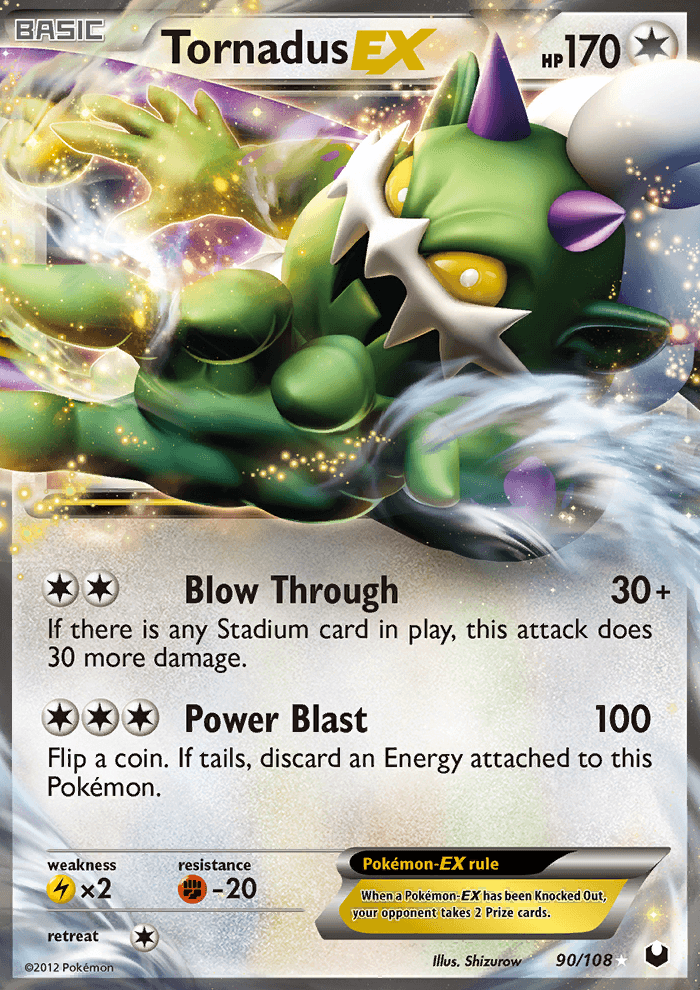 BASIC
Tornadus EX HP170
Blow Through 30+
If there is any Stadium card in play, this attack does
30 more damage.
Power Blast 100
Flip a coin. If tails, discard an Energy attached to this
Pokémon.
weakness resistance
×2 -20
retreat
Pokémon-EX rule
When a Pokémon-EX has been Knocked Out,
your opponent takes 2 Prize cards.
©2012 Pokémon
Illus. Shizurow 90/108